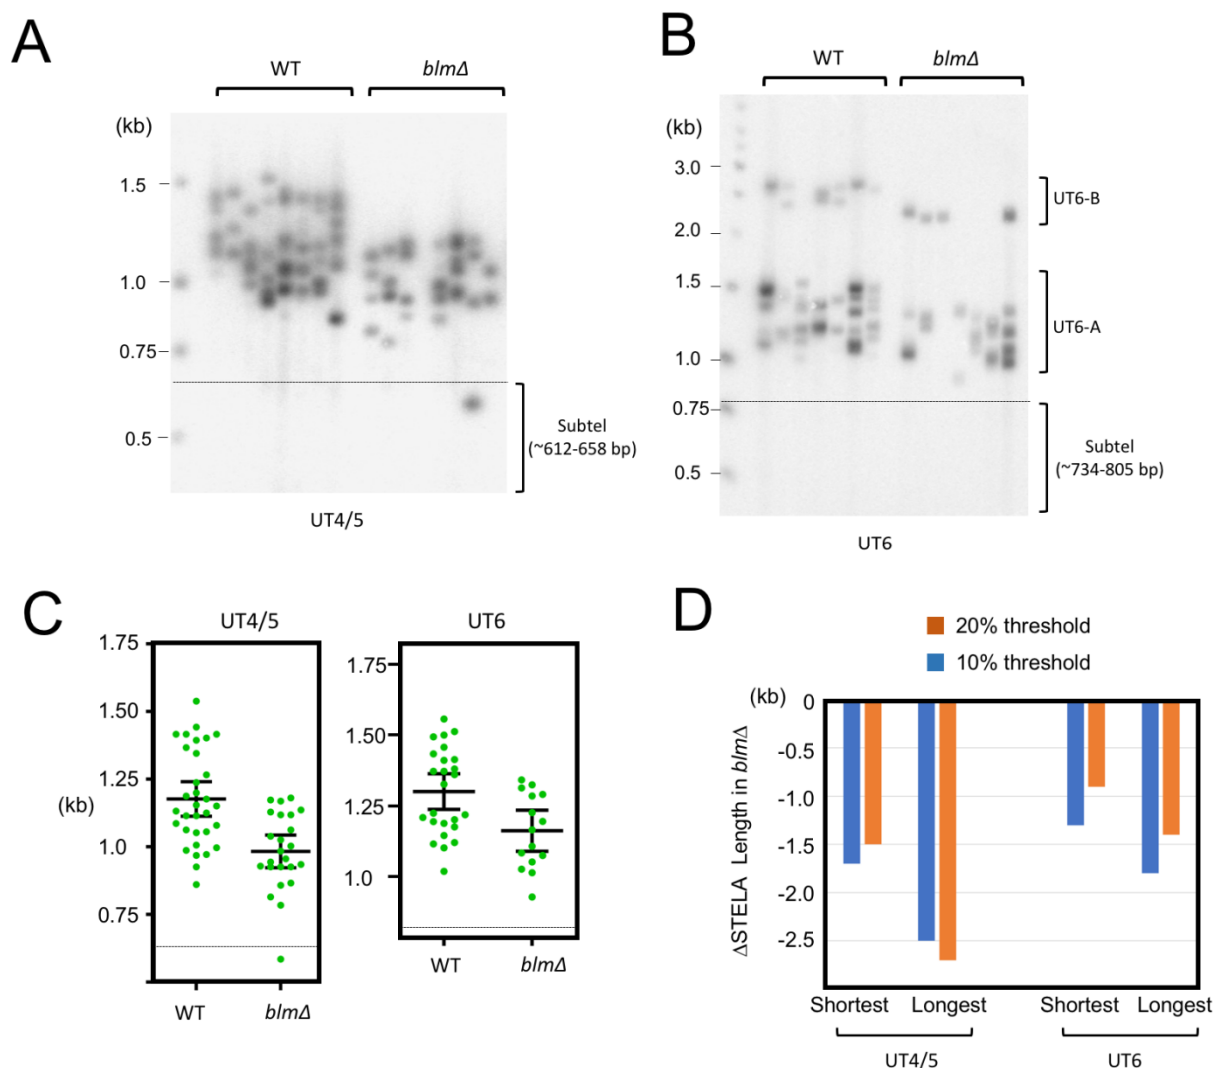 A
WT
blmΔ
(kb)
1.5
1.0
0.75
0.5
Subtel
(~612-658 bp)
UT4/5
B
WT
blmΔ
(kb)
3.0
2.0
1.5
1.0
0.75
0.5
UT6-B
UT6-A
Subtel
(~734-805 bp)
UT6
C
UT4/5
UT6
(kb)
1.75
1.50
1.25
1.0
0.75
WT
blmΔ
1.75
1.50
1.25
1.0
WT
blmΔ
D
20% threshold
10% threshold
(kb)
ΔSTELA Length in blmΔ
0
-0.5
-1.0
-1.5
-2.0
-2.5
Shortest Longest
Shortest Longest
UT4/5
UT6